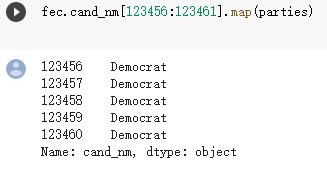 fec.cand_nm[123456:123461].map(parties)
123456    Democrat
123457    Democrat
123458    Democrat
123459    Democrat
123460    Democrat
Name: cand_nm, dtype: object